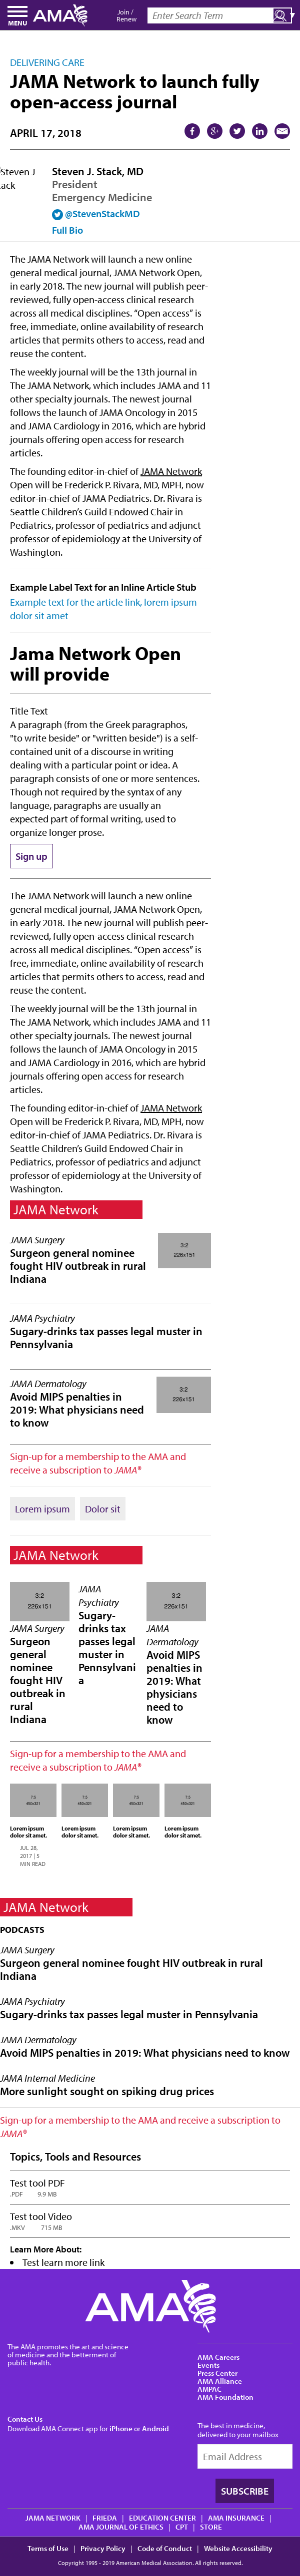 MENU
AMA
Join /
Renew
Enter Search Term
DELIVERING CARE
JAMA Network to launch fully
open-access journal
APRIL 17, 2018
Steven J
tack
Steven J. Stack, MD
President
Emergency Medicine
@StevenStackMD
Full Bio
The JAMA Network will launch a new online
general medical journal, JAMA Network Open,
in early 2018. The new journal will publish peer-
reviewed, fully open-access clinical research
across all medical disciplines. “Open access” is
free, immediate, online availability of research
articles that permits others to access, read and
reuse the content.
The weekly journal will be the 13th journal in
The JAMA Network, which includes JAMA and 11
other specialty journals. The newest journal
follows the launch of JAMA Oncology in 2015
and JAMA Cardiology in 2016, which are hybrid
journals offering open access for research
articles.
The founding editor-in-chief of JAMA Network
Open will be Frederick P. Rivara, MD, MPH, now
editor-in-chief of JAMA Pediatrics. Dr. Rivara is
Seattle Children’s Guild Endowed Chair in
Pediatrics, professor of pediatrics and adjunct
professor of epidemiology at the University of
Washington.
Example Label Text for an Inline Article Stub
Example text for the article link, lorem ipsum
dolor sit amet
Jama Network Open
will provide
Title Text
A paragraph (from the Greek paragraphos,
"to write beside" or "written beside") is a self-
contained unit of a discourse in writing
dealing with a particular point or idea. A
paragraph consists of one or more sentences.
Though not required by the syntax of any
language, paragraphs are usually an
expected part of formal writing, used to
organize longer prose.
Sign up
The JAMA Network will launch a new online
general medical journal, JAMA Network Open,
in early 2018. The new journal will publish peer-
reviewed, fully open-access clinical research
across all medical disciplines. “Open access” is
free, immediate, online availability of research
articles that permits others to access, read and
reuse the content.
The weekly journal will be the 13th journal in
The JAMA Network, which includes JAMA and 11
other specialty journals. The newest journal
follows the launch of JAMA Oncology in 2015
and JAMA Cardiology in 2016, which are hybrid
journals offering open access for research
articles.
The founding editor-in-chief of JAMA Network
Open will be Frederick P. Rivara, MD, MPH, now
editor-in-chief of JAMA Pediatrics. Dr. Rivara is
Seattle Children’s Guild Endowed Chair in
Pediatrics, professor of pediatrics and adjunct
professor of epidemiology at the University of
Washington.
JAMA Network
JAMA Surgery
Surgeon general nominee
fought HIV outbreak in rural
Indiana
3:2
226x151
JAMA Psychiatry
Sugary-drinks tax passes legal muster in
Pennsylvania
JAMA Dermatology
Avoid MIPS penalties in
2019: What physicians need
to know
3:2
226x151
Sign-up for a membership to the AMA and
receive a subscription to JAMA®
Lorem ipsum
Dolor sit
JAMA Network
3:2
226x151
JAMA Surgery
Surgeon
general
nominee
fought HIV
outbreak in
rural
Indiana
JAMA
Psychiatry
Sugary-
drinks tax
passes legal
muster in
Pennsylvani
a
3:2
226x151
JAMA
Dermatology
Avoid MIPS
penalties in
2019: What
physicians
need to
know
Sign-up for a membership to the AMA and
receive a subscription to JAMA®
Lorem ipsum
dolor sit amet.
JUL 28,
2017 | 5
MIN READ
Lorem ipsum
dolor sit amet.
Lorem ipsum
dolor sit amet.
Lorem ipsum
dolor sit amet.
JAMA Network
PODCASTS
JAMA Surgery
Surgeon general nominee fought HIV outbreak in rural
Indiana
JAMA Psychiatry
Sugary-drinks tax passes legal muster in Pennsylvania
JAMA Dermatology
Avoid MIPS penalties in 2019: What physicians need to know
JAMA Internal Medicine
More sunlight sought on spiking drug prices
Sign-up for a membership to the AMA and receive a subscription to
JAMA®
Topics, Tools and Resources
Test tool PDF
.PDF 9.9 MB
Test tool Video
.MKV 715 MB
Learn More About:
• Test learn more link
AMA
The AMA promotes the art and science
of medicine and the betterment of
public health.
AMA Careers
Events
Press Center
AMA Alliance
AMPAC
AMA Foundation
Contact Us
Download AMA Connect app for iPhone or Android
The best in medicine,
delivered to your mailbox
Email Address
SUBSCRIBE
JAMA NETWORK | FRIEDA | EDUCATION CENTER | AMA INSURANCE |
AMA JOURNAL OF ETHICS | CPT | STORE
Terms of Use | Privacy Policy | Code of Conduct | Website Accessibility
Copyright 1995 - 2019 American Medical Association. All rights reserved.